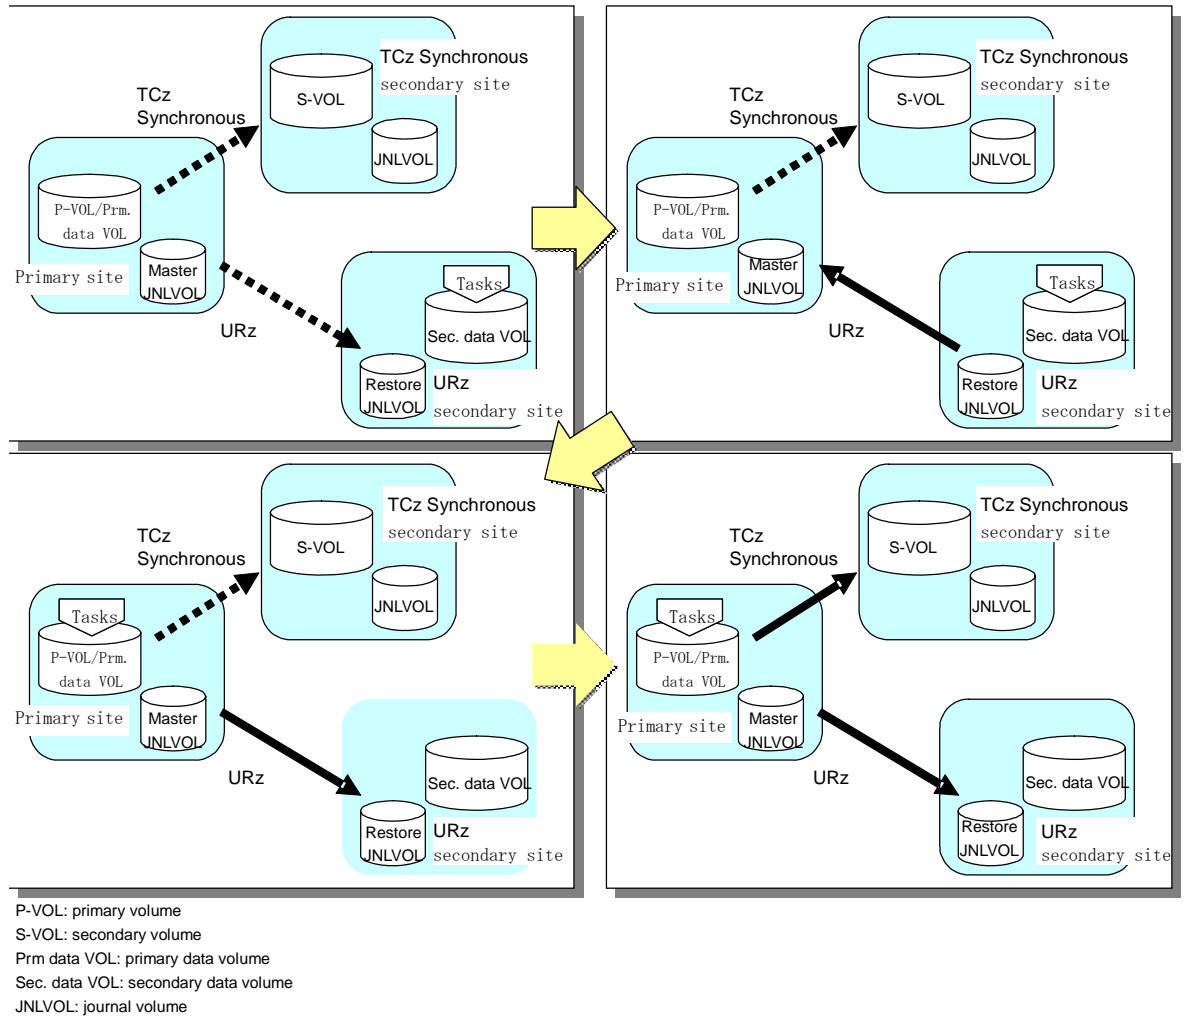 TCz Synchronous
secondary site
S-VOL
JNLVOL
TCz
Synchronous
P-VOL/Prm.
data VOL
Master
JNLVOL
Primary site
URz
Tasks
Sec. data VOL
Restore
JNLVOL
URz
secondary site
TCz Synchronous
secondary site
S-VOL
JNLVOL
TCz
Synchronous
P-VOL/Prm.
data VOL
Master
JNLVOL
Primary site
URz
Tasks
Sec. data VOL
Restore
JNLVOL
URz
secondary site
TCz Synchronous
secondary site
S-VOL
JNLVOL
TCz
Synchronous
Tasks
P-VOL/Prm.
data VOL
Master
JNLVOL
Primary site
URz
Sec. data VOL
Restore
JNLVOL
URz
secondary site
TCz Synchronous
secondary site
S-VOL
JNLVOL
TCz
Synchronous
Tasks
P-VOL/Prm.
data VOL
Master
JNLVOL
Primary site
URz
Sec. data VOL
Restore
JNLVOL
URz
secondary site
P-VOL: primary volume
S-VOL: secondary volume
Prm data VOL: primary data volume
Sec. data VOL: secondary data volume
JNLVOL: journal volume